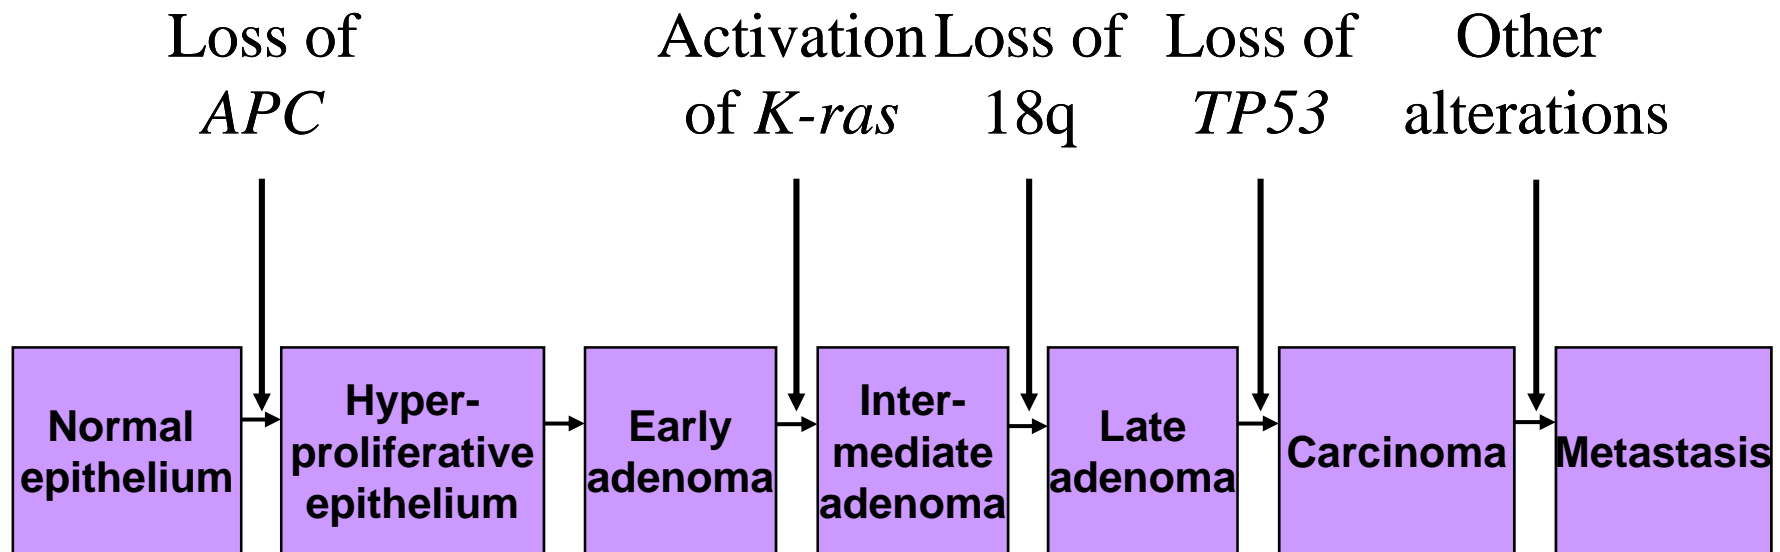 Loss of
APC
Activation
of K-ras
Loss of
18q
Loss of
TP53
Other
alterations
Normal
epithelium
Hyper-
proliferative
epithelium
Early
adenoma
Inter-
mediate
adenoma
Late
adenoma
Carcinoma
Metastasis